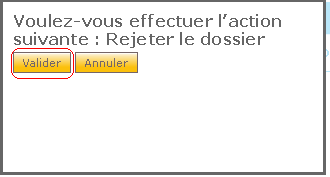 Voulez-vous effectuer l'action
suivante : Rejeter le dossier
Valider Annuler